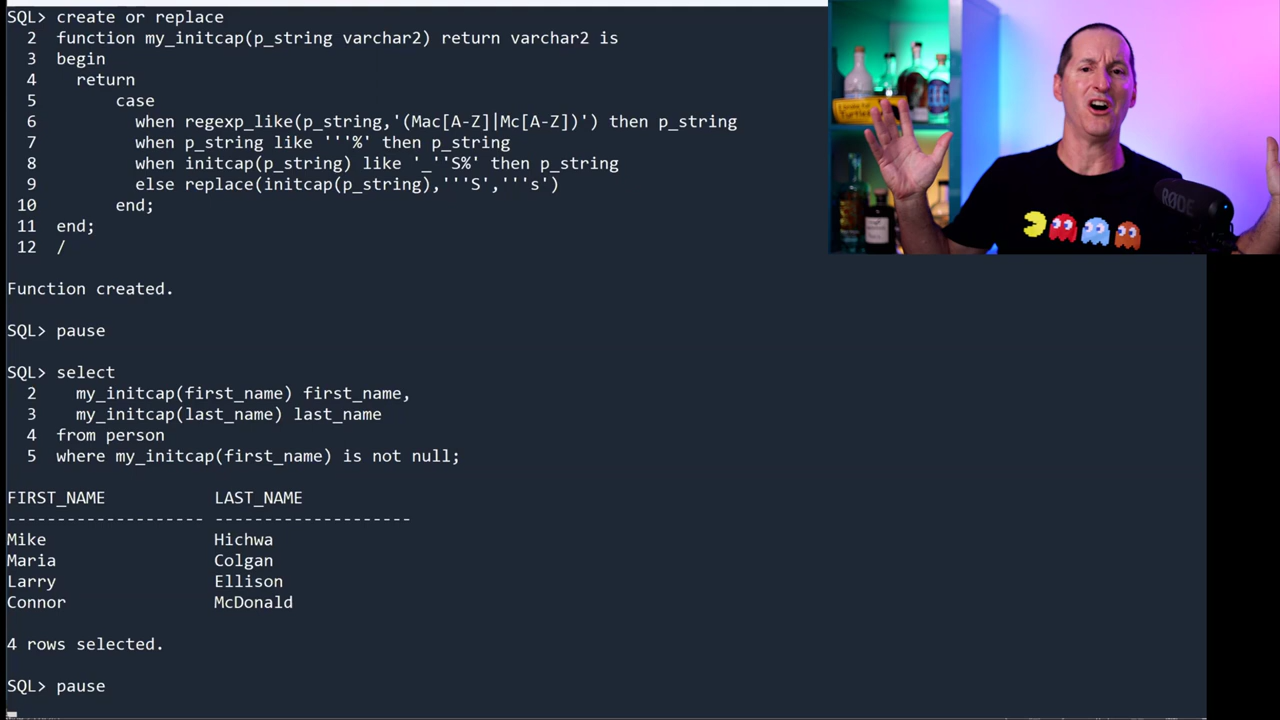 SQL> create or replace
2 function my_initcap(p_string varchar2) return varchar2 is
3 begin
4 return
5 case
6 when regexp_like(p_string,'(Mac[A-Z]|Mc[A-Z])') then p_string
7 when p_string like '''%' then p_string
8 when initcap(p_string) like '_''S%' then p_string
9 else replace(initcap(p_string),'''S','''s')
10 end;
11 end;
12 /
Function created.
SQL> pause
SQL> select
2 my_initcap(first_name) first_name,
3 my_initcap(last_name) last_name
4 from person
5 where my_initcap(first_name) is not null;
FIRST_NAME LAST_NAME
-------------------- --------------------
Mike Hichwa
Maria Colgan
Larry Ellison
Connor McDonald
4 rows selected.
SQL> pause
RØDE